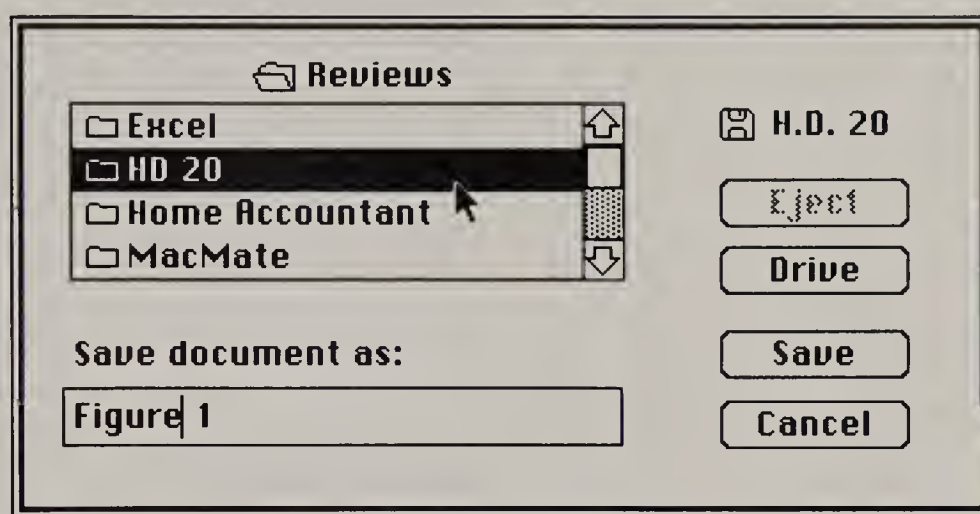 Reviews
Excel
HD 20
Home Accountant
MacMate
H.D. 20
Eject
Drive
Save document as:
Figure 1
Save
Cancel